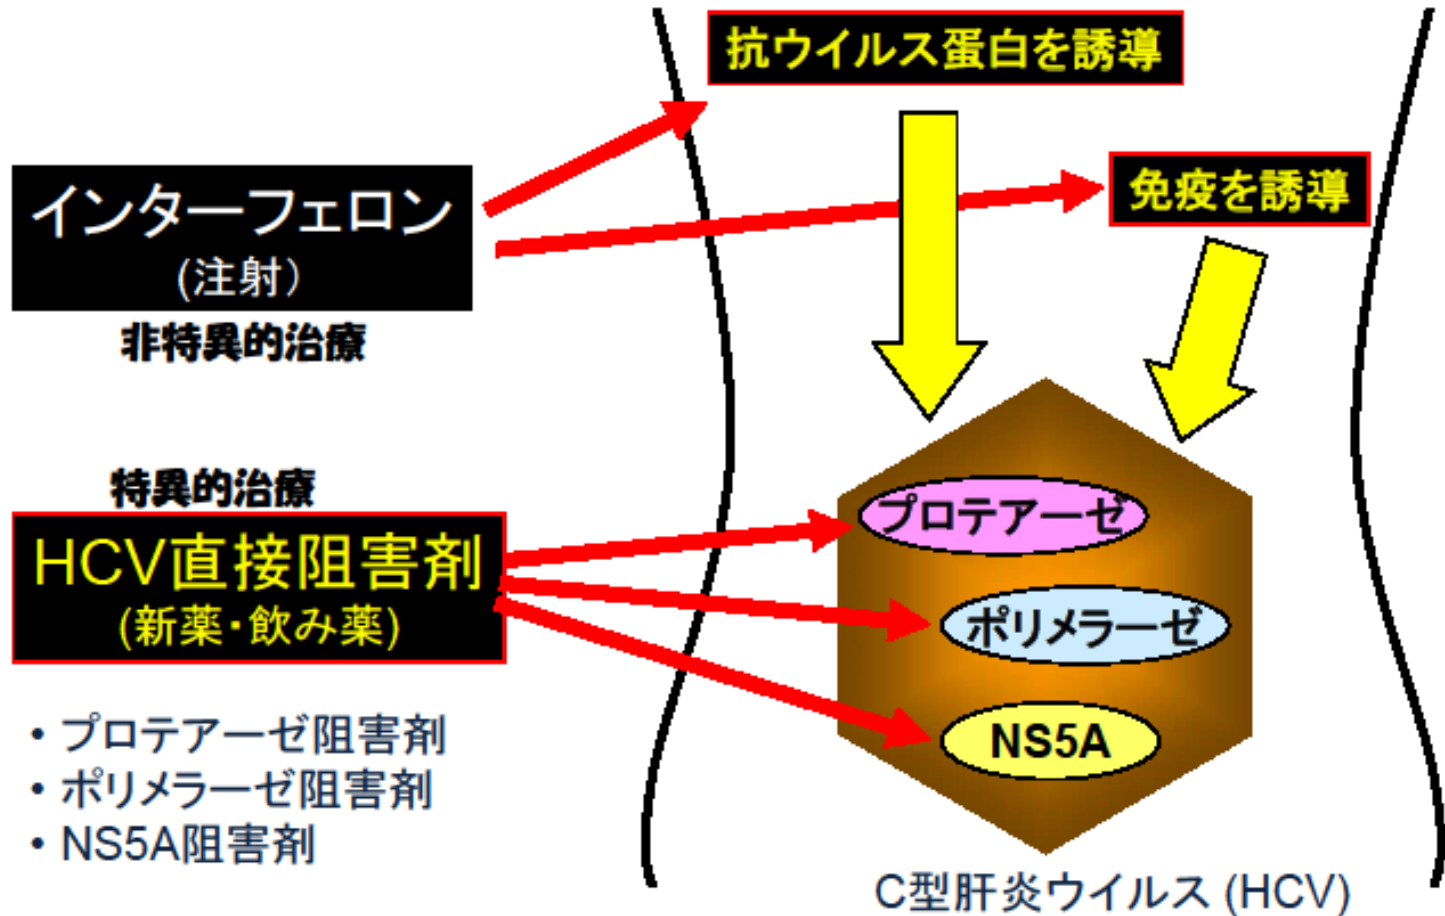 抗ウイルス蛋白を誘導
免疫を誘導
インターフェロン
(注射)
非特異的治療
特異的治療
HCV直接阻害剤
(新薬・飲み薬)
・プロテアーゼ阻害剤
・ポリメラーゼ阻害剤
・NS5A阻害剤
プロテアーゼ
ポリメラーゼ
NS5A
C型肝炎ウイルス (HCV)